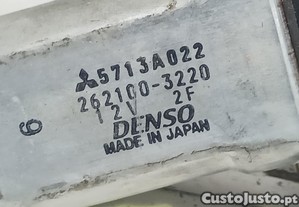 5713A022
262100-3220
12V 2F
DENSO
MADE IN JAPAN
6
CustoJusto.pt